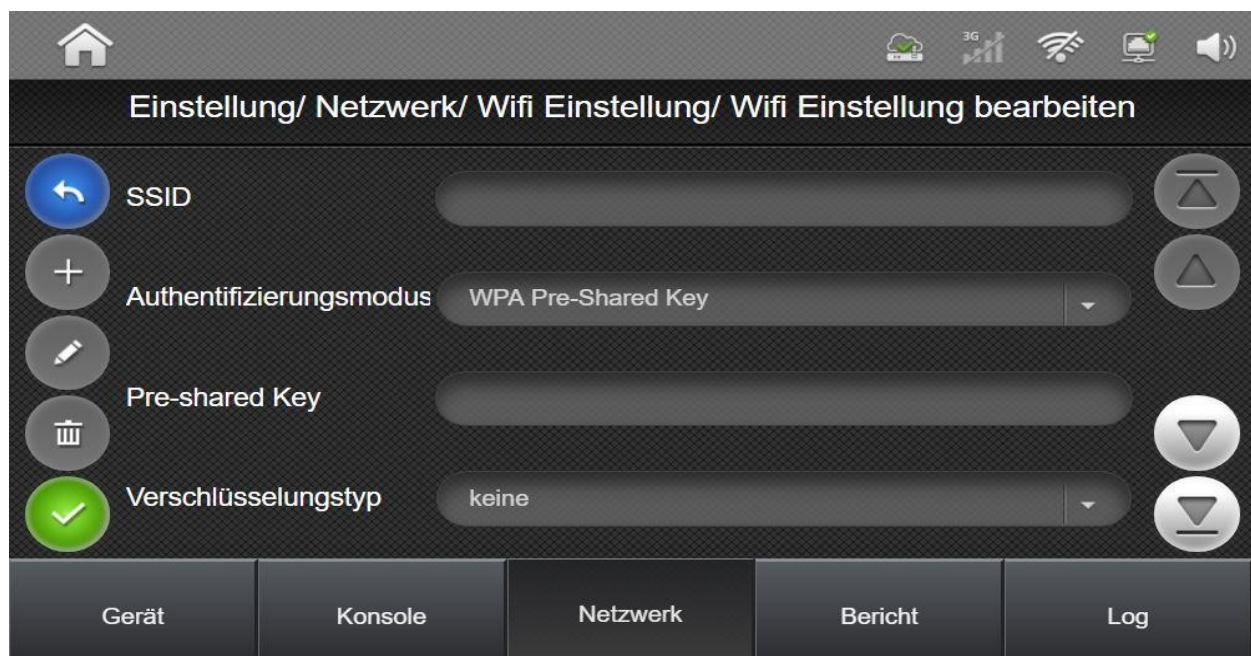 3G
Einstellung/ Netzwerk/ Wifi Einstellung/ Wifi Einstellung bearbeiten
SSID
Authentifizierungsmodus
WPA Pre-Shared Key
Pre-shared Key
Verschlüsselungstyp
keine
Gerät
Konsole
Netzwerk
Bericht
Log